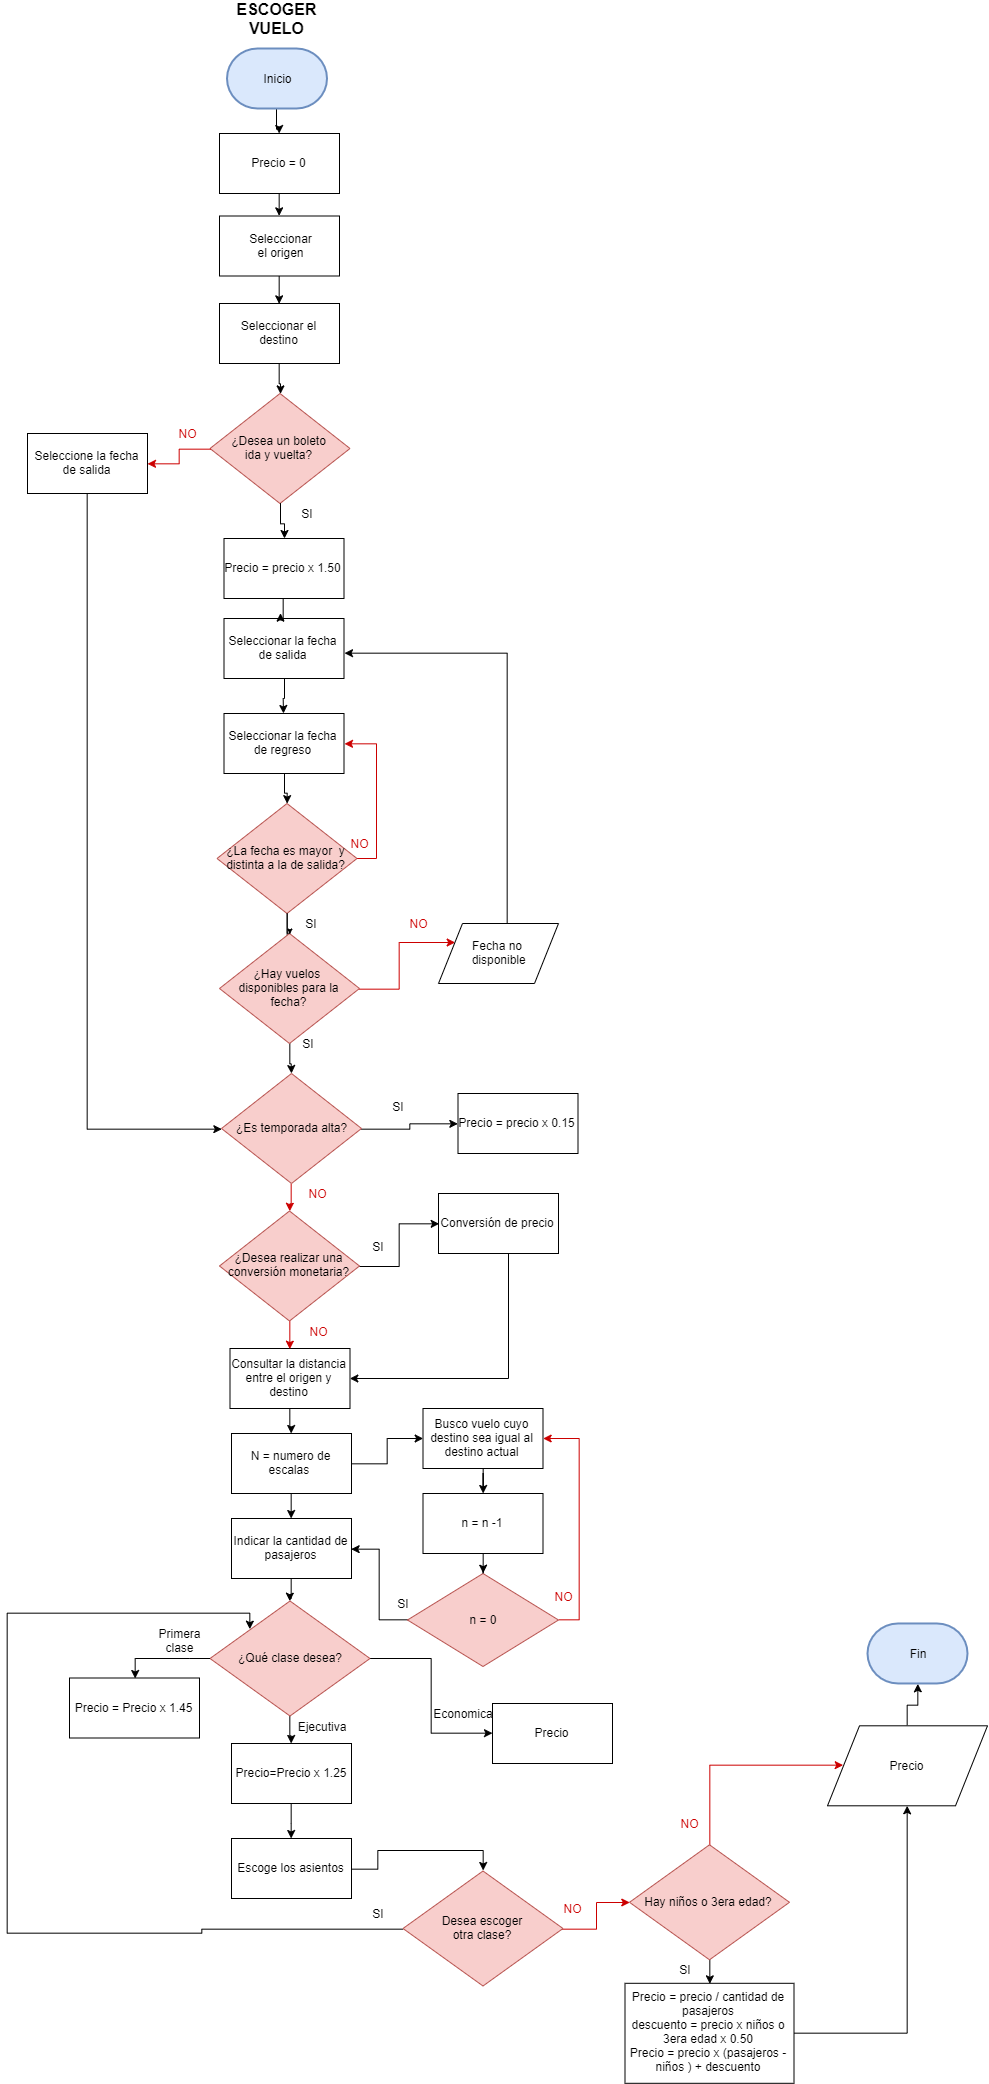 ESCOGER
VUELO
Inicio
Precio = 0
Seleccionar
el origen
Seleccionar el
destino
¿Desea un boleto
ida y vuelta?
NO
Seleccione la fecha
de salida
SI
Precio = precio x 1.50
Seleccionar la fecha
de salida
Seleccionar la fecha
de regreso
¿La fecha es mayor y
distinta a la de salida?
NO
SI
NO
Fecha no
disponible
¿Hay vuelos
disponibles para la
fecha?
SI
¿Es temporada alta?
SI
Precio = precio x 0.15
NO
¿Desea realizar una
conversión monetaria?
SI
Conversión de precio
NO
Consultar la distancia
entre el origen y
destino
Busco vuelo cuyo
destino sea igual al
destino actual
N = numero de
escalas
n = n -1
Indicar la cantidad de
pasajeros
n = 0
SI
NO
¿Qué clase desea?
Primera
clase
Precio = Precio x 1.45
Ejecutiva
Economica
Precio
Precio=Precio x 1.25
Escoge los asientos
Desea escoger
otra clase?
SI
NO
Hay niños o 3era edad?
NO
SI
Precio = precio / cantidad de
pasajeros
descuento = precio x niños o
3era edad x 0.50
Precio = precio x (pasajeros -
niños ) + descuento
Precio
Fin